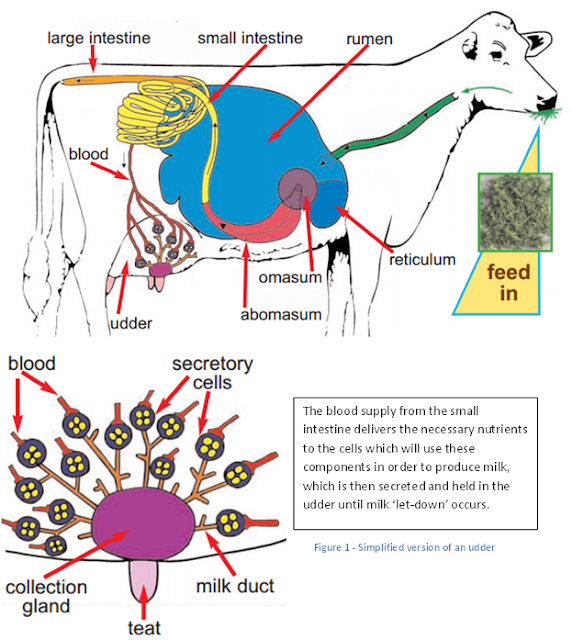 large intestine
small intestine
rumen
blood
reticulum
omasum
abomasum
udder
feed
in
blood
secretory
cells
The blood supply from the small
intestine delivers the necessary nutrients
to the cells which will use these
components in order to produce milk,
which is then secreted and held in the
udder until milk ‘let-down’ occurs.
Figure 1 - Simplified version of an udder
collection
gland
milk duct
teat